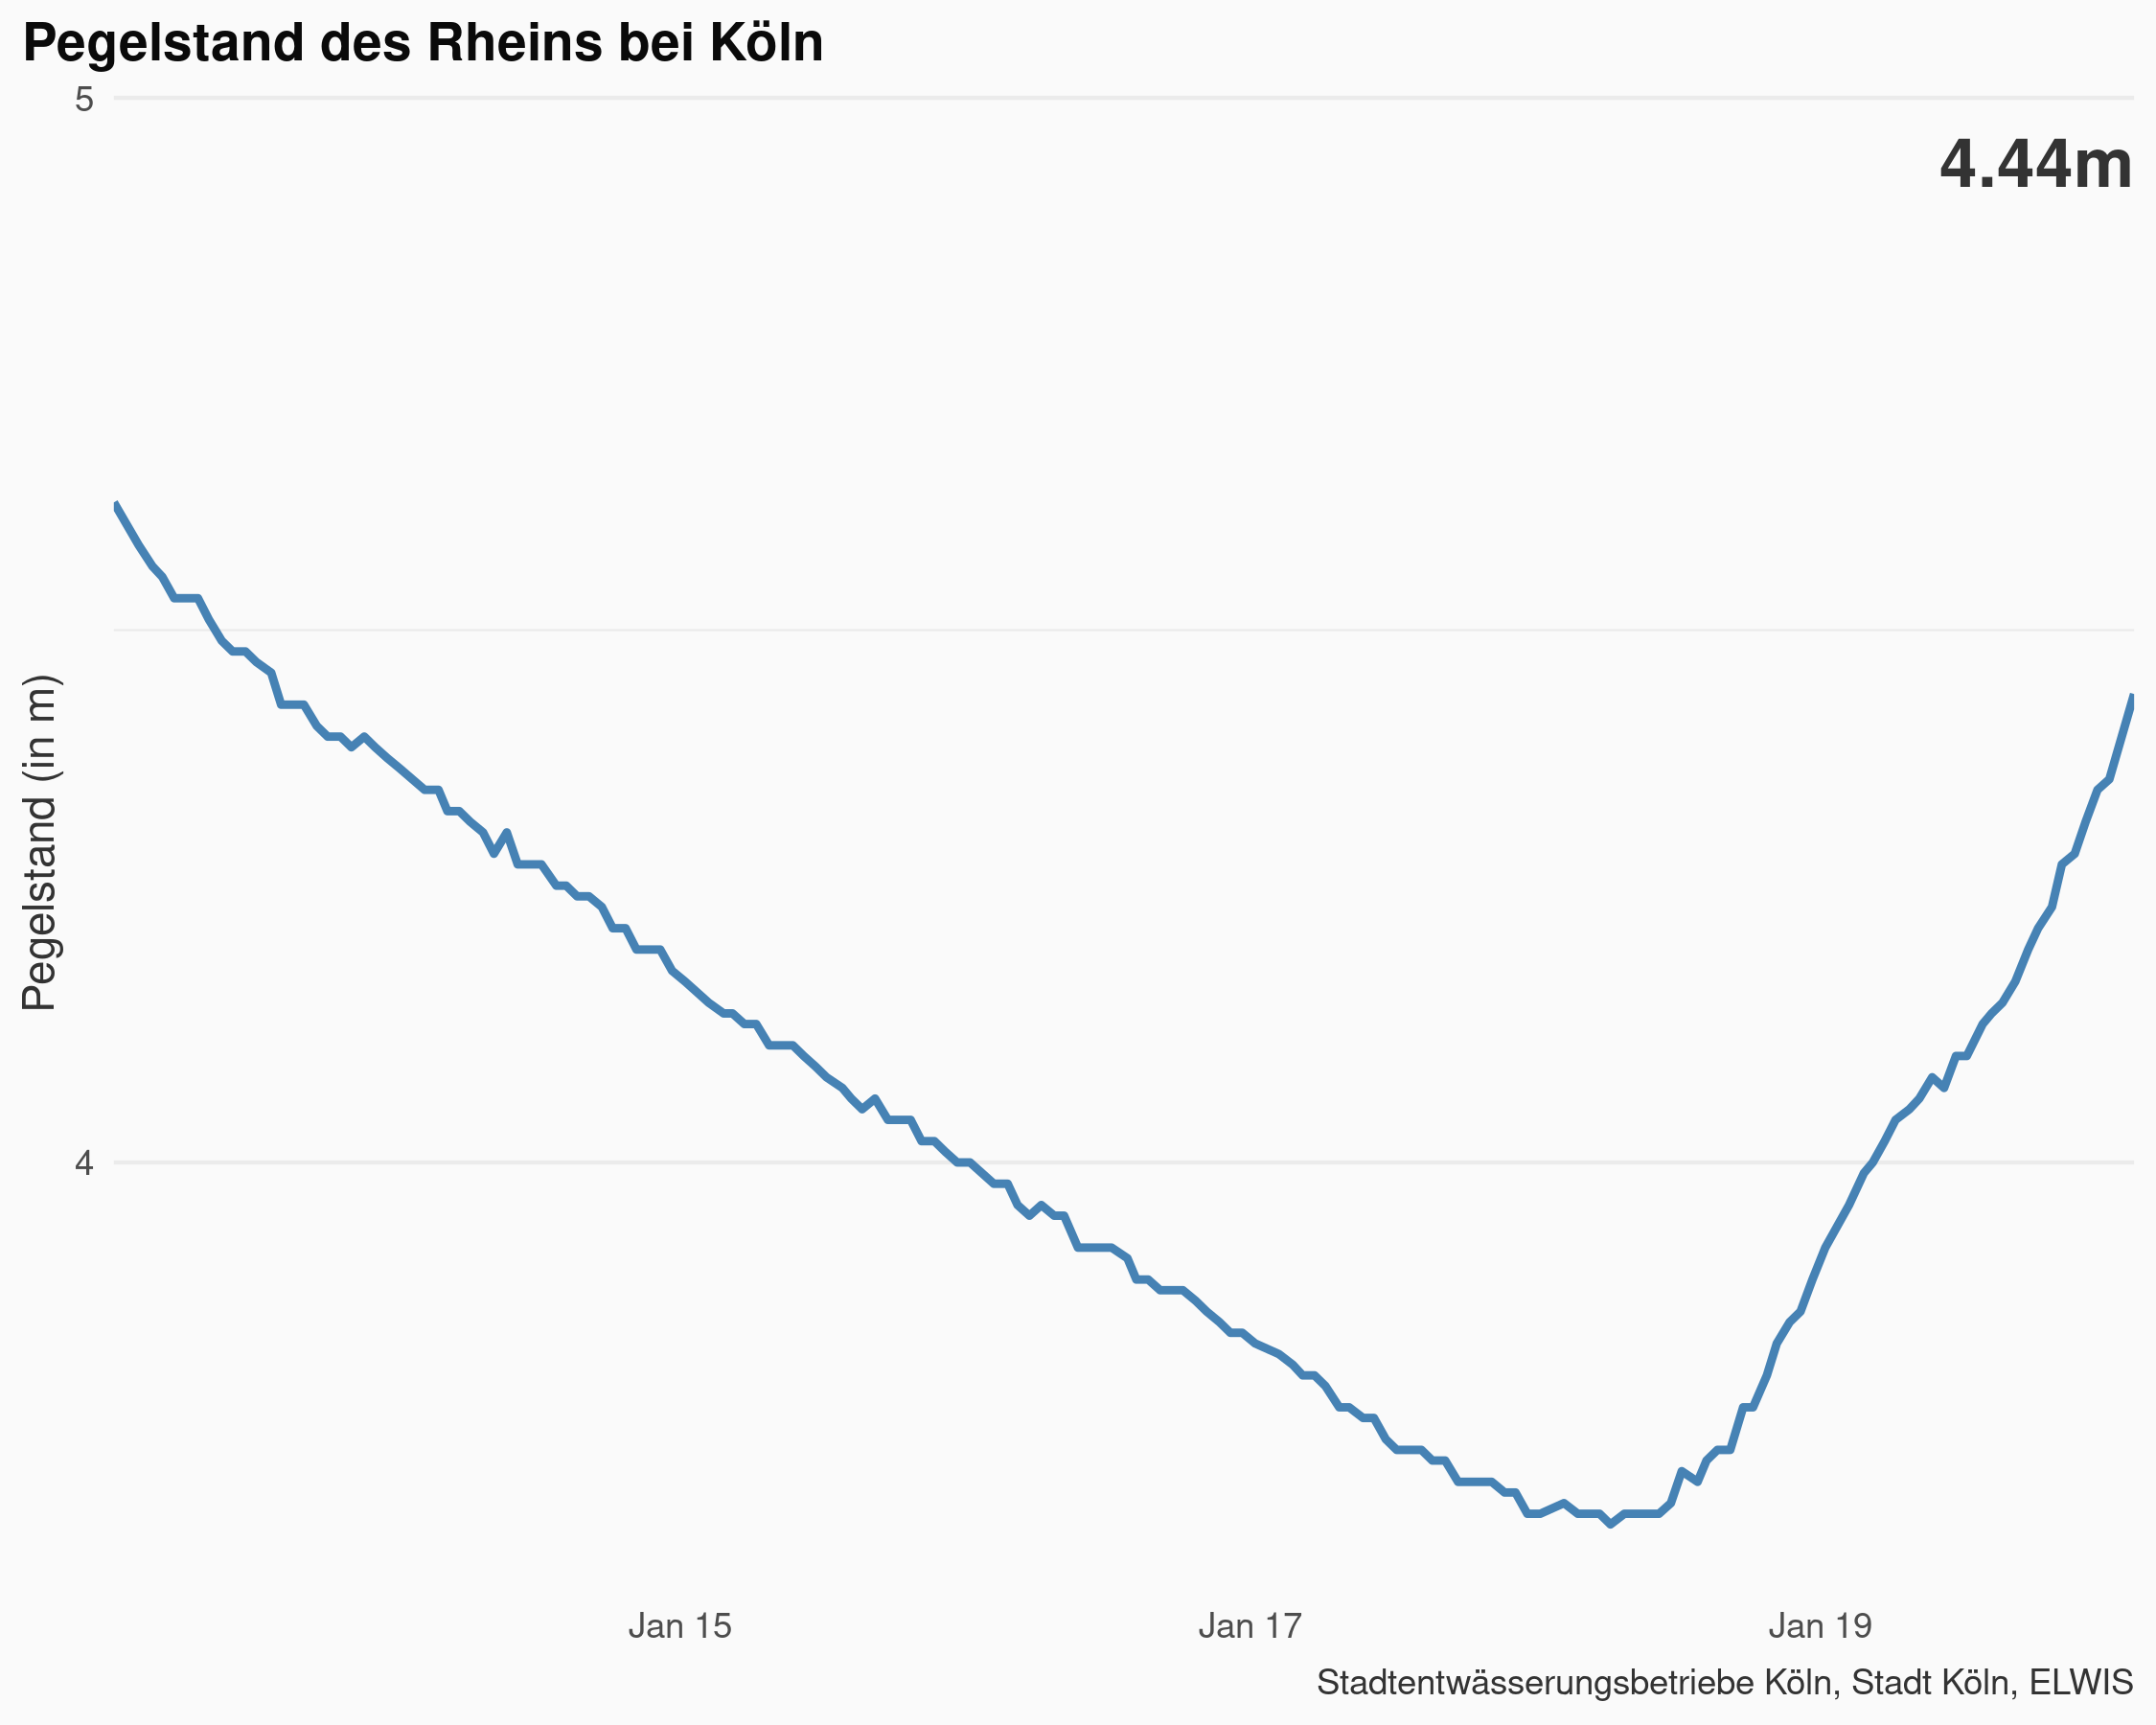 Pegelstand des Rheins bei Köln
5
4.44m
Pegelstand (in m)
4
Jan 15
Jan 17
Jan 19
Stadtentwässerungsbetriebe Köln, Stadt Köln, ELWIS